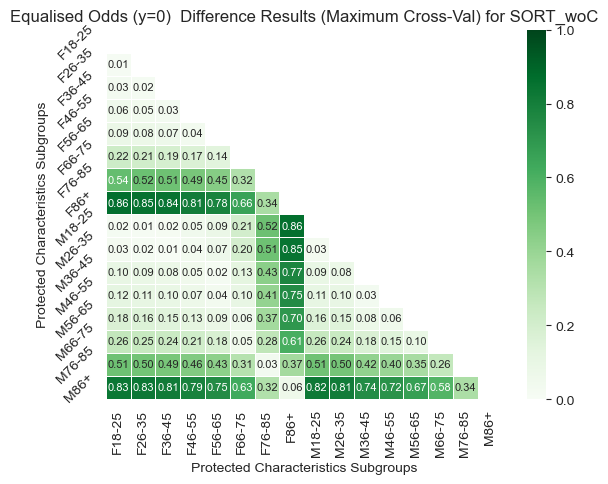 Equalised Odds (y=0)  Difference Results (Maximum Cross-Val) for SORT_woC
Protected Characteristics Subgroups
F18-25
F26-35 0.01
F36-45 0.03 0.02
F46-55 0.06 0.05 0.03
F56-65 0.09 0.08 0.07 0.04
F66-75 0.22 0.21 0.19 0.17 0.14
F76-85 0.54 0.52 0.51 0.49 0.45 0.32
F86+ 0.86 0.85 0.84 0.81 0.78 0.66 0.34
M18-25 0.02 0.01 0.02 0.05 0.09 0.21 0.52 0.86
M26-35 0.03 0.02 0.01 0.04 0.07 0.20 0.51 0.85 0.03
M36-45 0.10 0.09 0.08 0.05 0.02 0.13 0.43 0.77 0.09 0.08
M46-55 0.12 0.11 0.10 0.07 0.04 0.10 0.41 0.75 0.11 0.10 0.03
M56-65 0.18 0.16 0.15 0.13 0.09 0.06 0.37 0.70 0.16 0.15 0.08 0.06
M66-75 0.26 0.25 0.24 0.21 0.18 0.05 0.28 0.61 0.26 0.24 0.18 0.15 0.10
M76-85 0.51 0.50 0.49 0.46 0.43 0.31 0.03 0.37 0.51 0.50 0.42 0.40 0.35 0.26
M86+ 0.83 0.83 0.81 0.79 0.75 0.63 0.32 0.06 0.82 0.81 0.74 0.72 0.67 0.58 0.34
F18-25 F26-35 F36-45 F46-55 F56-65 F66-75 F76-85 F86+ M18-25 M26-35 M36-45 M46-55 M56-65 M66-75 M76-85 M86+
Protected Characteristics Subgroups
1.0
0.8
0.6
0.4
0.2
0.0